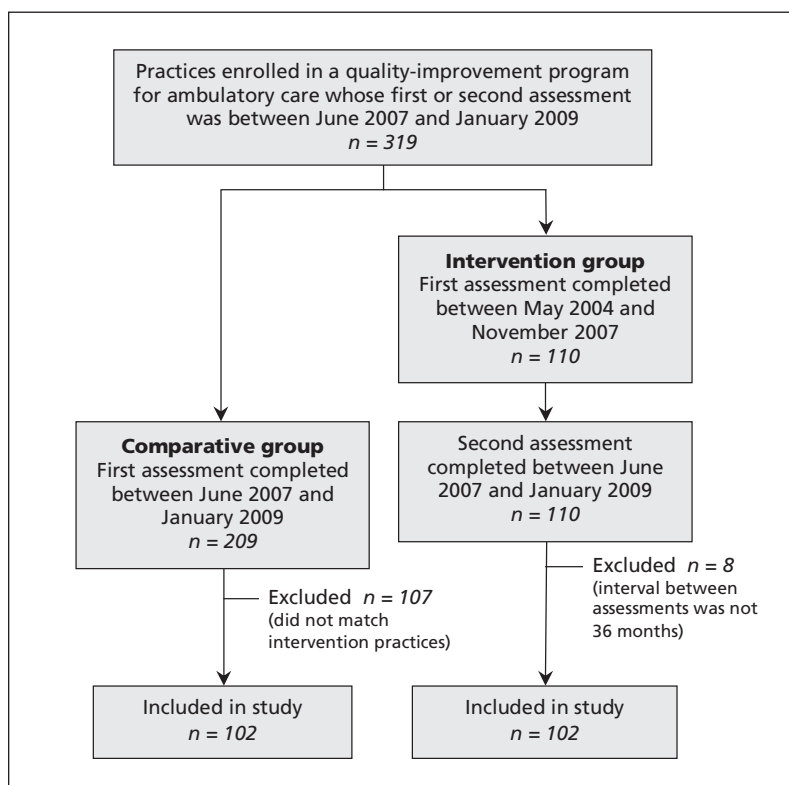 Practices enrolled in a quality-improvement program
for ambulatory care whose first or second assessment
was between June 2007 and January 2009
n = 319
Intervention group
First assessment completed
between May 2004 and
November 2007
n = 110
Comparative group
First assessment completed
between June 2007 and
January 2009
n = 209
Second assessment
completed between June
2007 and January 2009
n = 110
Excluded n = 107
(did not match
intervention practices)
Excluded n = 8
(interval between
assessments was not
36 months)
Included in study
n = 102
Included in study
n = 102